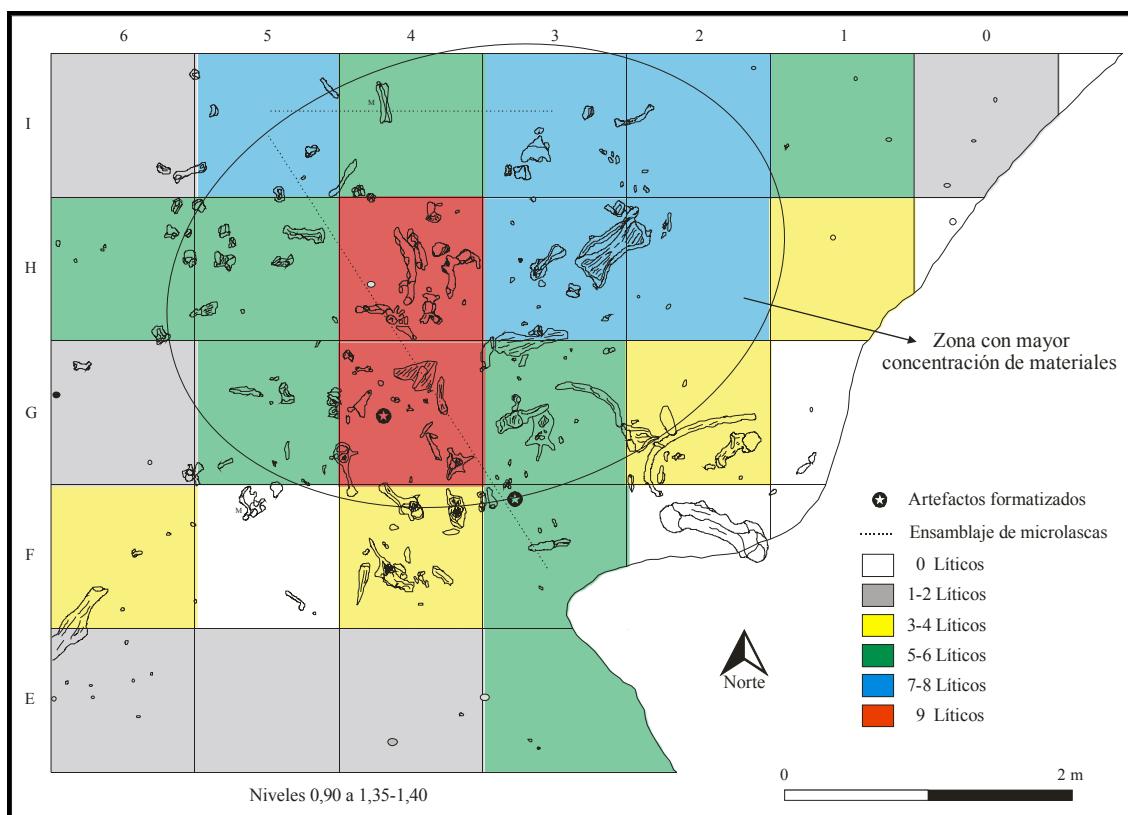 6 5 4 3 2 1 0
I
M
H
Zona con mayor
concentración de materiales
G
Artefactos formatizados
M
Ensamblaje de microlascas
F
0 Líticos
1-2 Líticos
3-4 Líticos
5-6 Líticos
Norte
7-8 Líticos
E
9 Líticos
0 2 m
Niveles 0,90 a 1,35-1,40